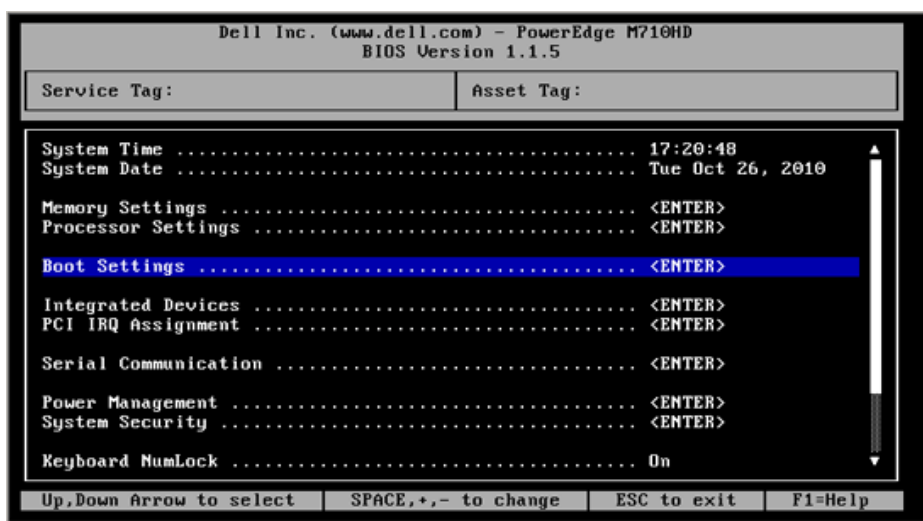 Dell Inc. (www.dell.com) - PowerEdge M710HD
BIOS Version 1.1.5
Service Tag: Asset Tag:
System Time .......................................... 17:20:48
System Date .......................................... Tue Oct 26, 2010
Memory Settings ...................................... <ENTER>
Processor Settings ................................... <ENTER>
Boot Settings ........................................ <ENTER>
Integrated Devices ................................... <ENTER>
PCI IRQ Assignment ................................... <ENTER>
Serial Communication ................................. <ENTER>
Power Management ..................................... <ENTER>
System Security ...................................... <ENTER>
Keyboard NumLock ..................................... On
Up,Down Arrow to select SPACE,+,- to change ESC to exit F1=Help